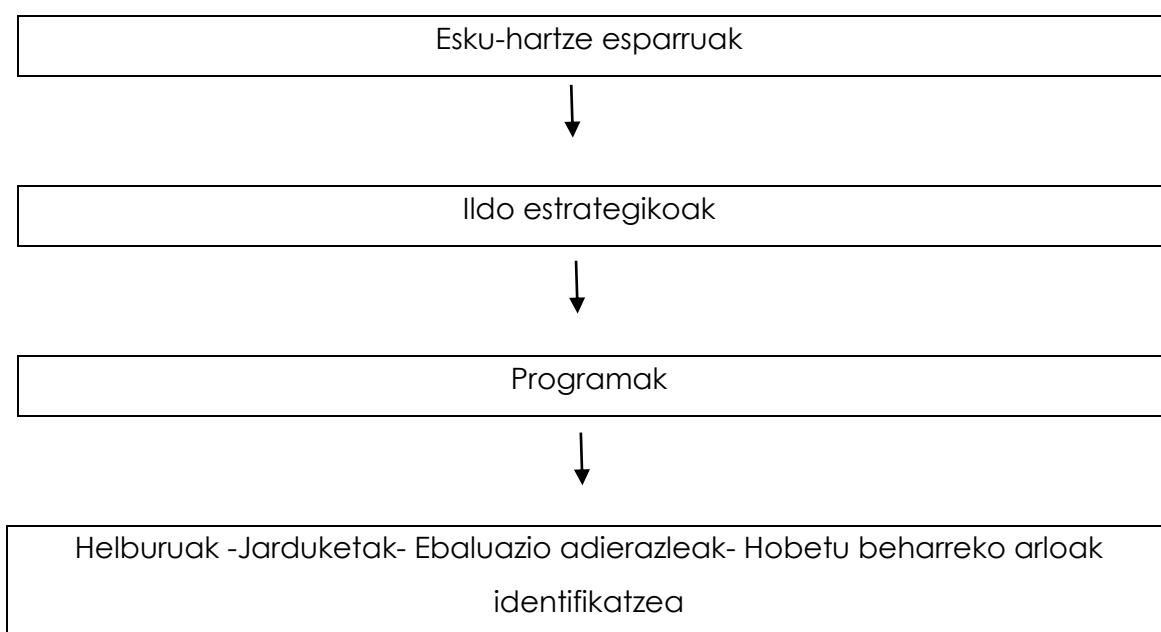 Esku-hartze esparruak
Ildo estrategikoak
Programak
Helburuak -Jarduketak- Ebaluazio adierazleak- Hobetu beharreko arloak
identifikatzea